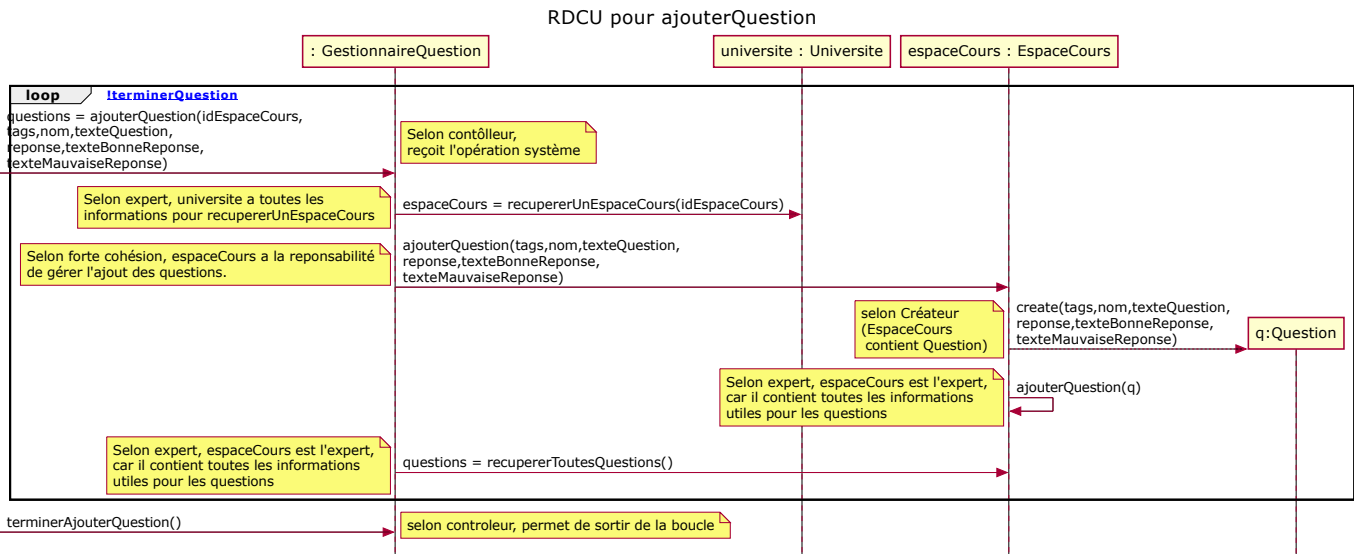 RDCU pour ajouterQuestion
: GestionnaireQuestion
universite : Universite
espaceCours : EspaceCours
loop
!terminerQuestion
questions = ajouterQuestion(idEspaceCours,
tags,nom,texteQuestion,
reponse,texteBonneReponse,
texteMauvaiseReponse)
Selon contôlleur,
reçoit l'opération système
Selon expert, universite a toutes les
informations pour recupererUnEspaceCours
espaceCours = recupererUnEspaceCours(idEspaceCours)
Selon forte cohésion, espaceCours a la reponsabilité
de gérer l'ajout des questions.
ajouterQuestion(tags,nom,texteQuestion,
reponse,texteBonneReponse,
texteMauvaiseReponse)
selon Créateur
(EspaceCours
contient Question)
create(tags,nom,texteQuestion,
reponse,texteBonneReponse,
texteMauvaiseReponse)
q:Question
Selon expert, espaceCours est l'expert,
car il contient toutes les informations
utiles pour les questions
ajouterQuestion(q)
Selon expert, espaceCours est l'expert,
car il contient toutes les informations
utiles pour les questions
questions = recupererToutesQuestions()
terminerAjouterQuestion()
selon controleur, permet de sortir de la boucle